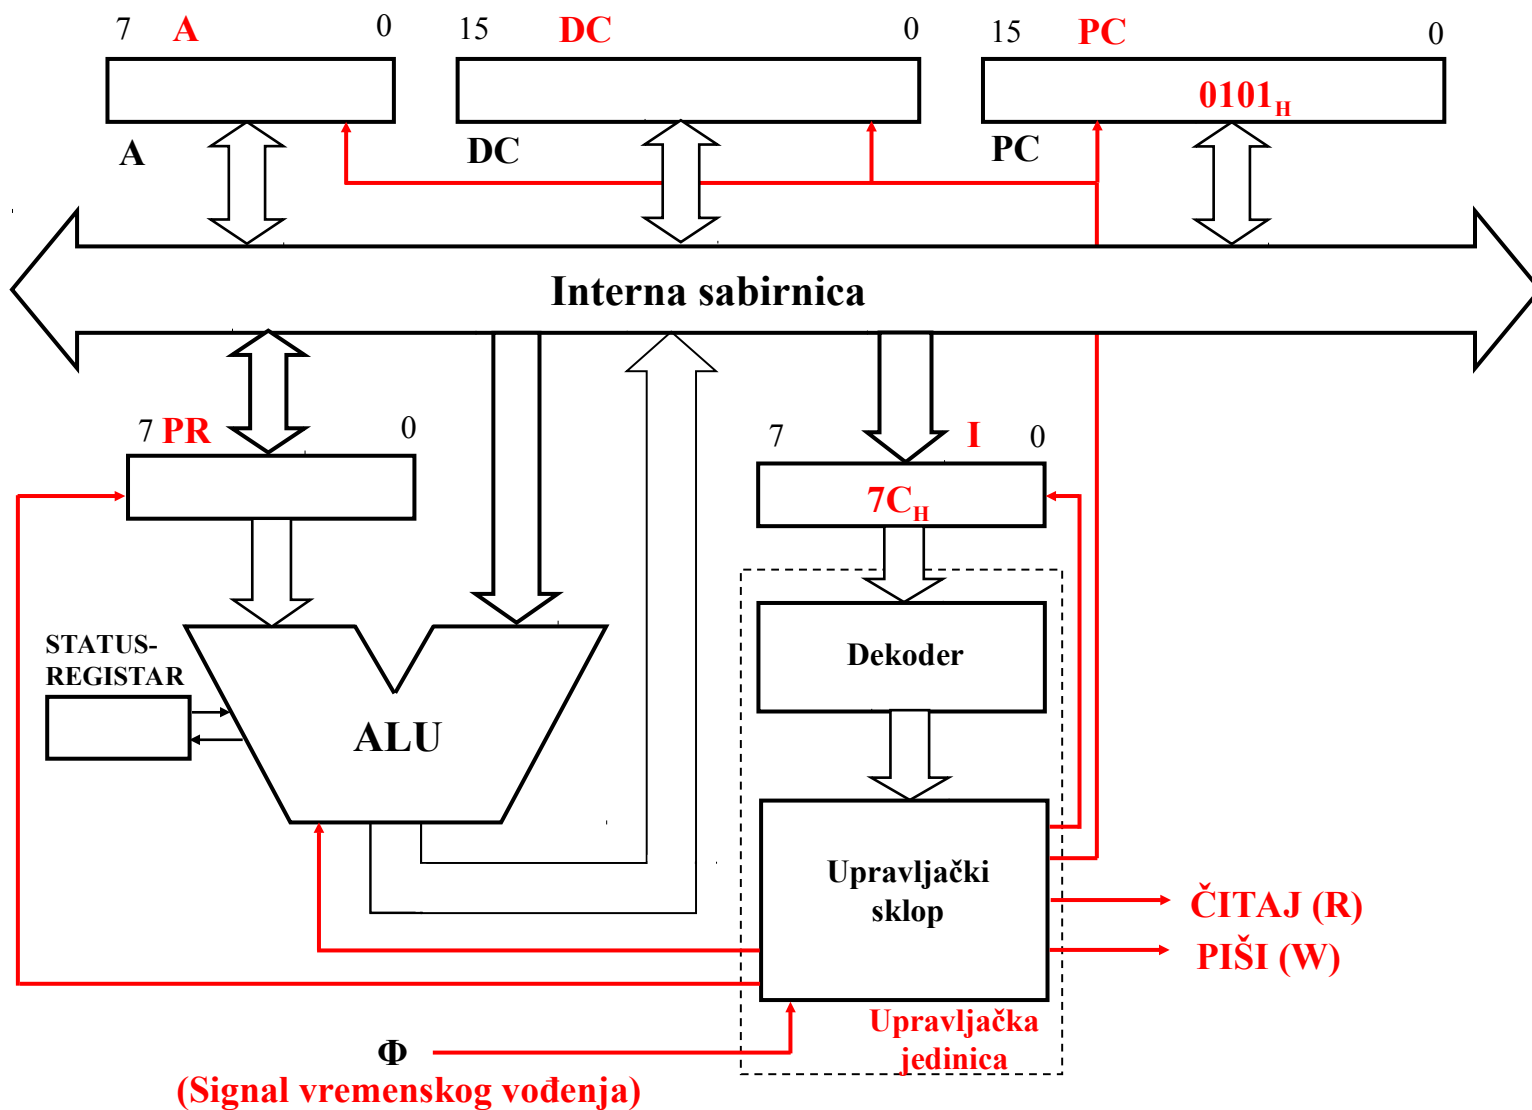 7 A 0
15 DC 0
15 PC 0
0101H
A
DC
PC
Interna sabirnica
7 PR 0
7 I 0
7CH
STATUS-
REGISTAR
Dekoder
ALU
Upravljački
sklop
ČITAJ (R)
PIŠI (W)
Upravljačka
jedinica
Φ
(Signal vremenskog vođenja)